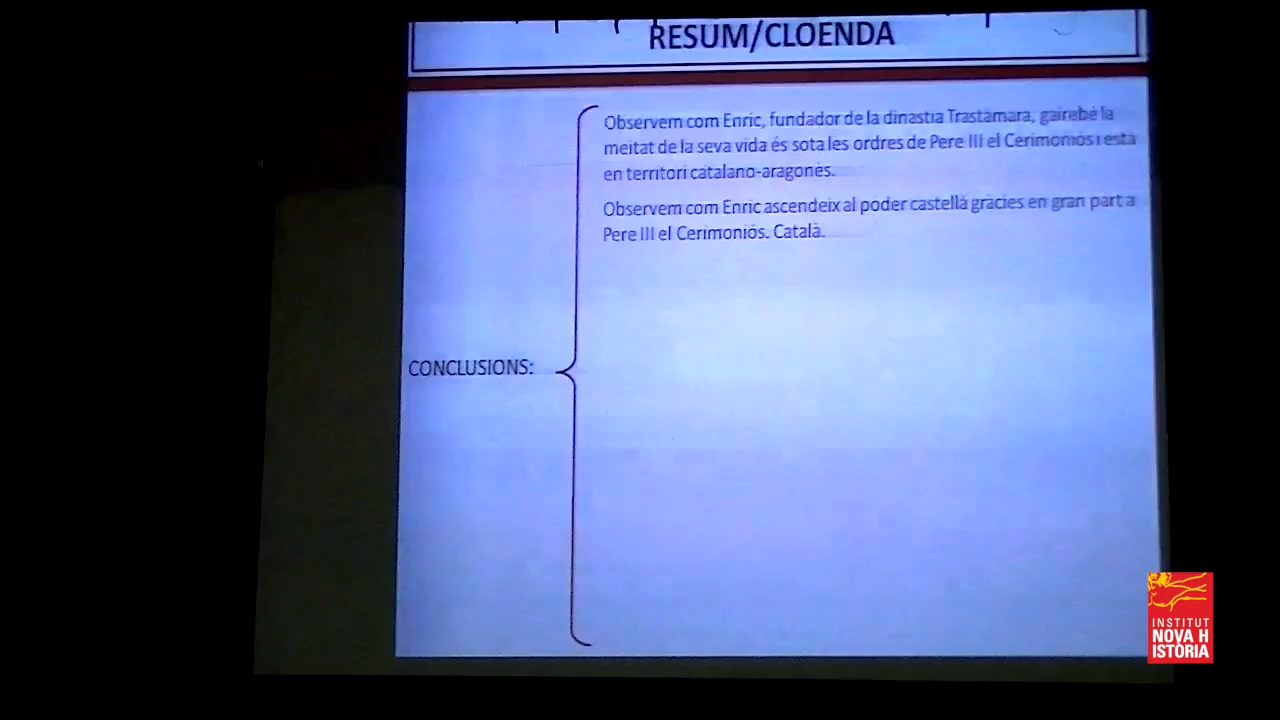 RESUM/CLOENDA
Observem com Enric, fundador de la dinastia Trastàmara, gairebé la
meitat de la seva vida és sota les ordres de Pere III el Cerimoniós i està
en territori catalano-aragonès.
Observem com Enric ascendeix al poder castellà gràcies en gran part a
Pere III el Cerimoniós. Català.
CONCLUSIONS:
INSTITUT
NOVA H
ISTÒRIA